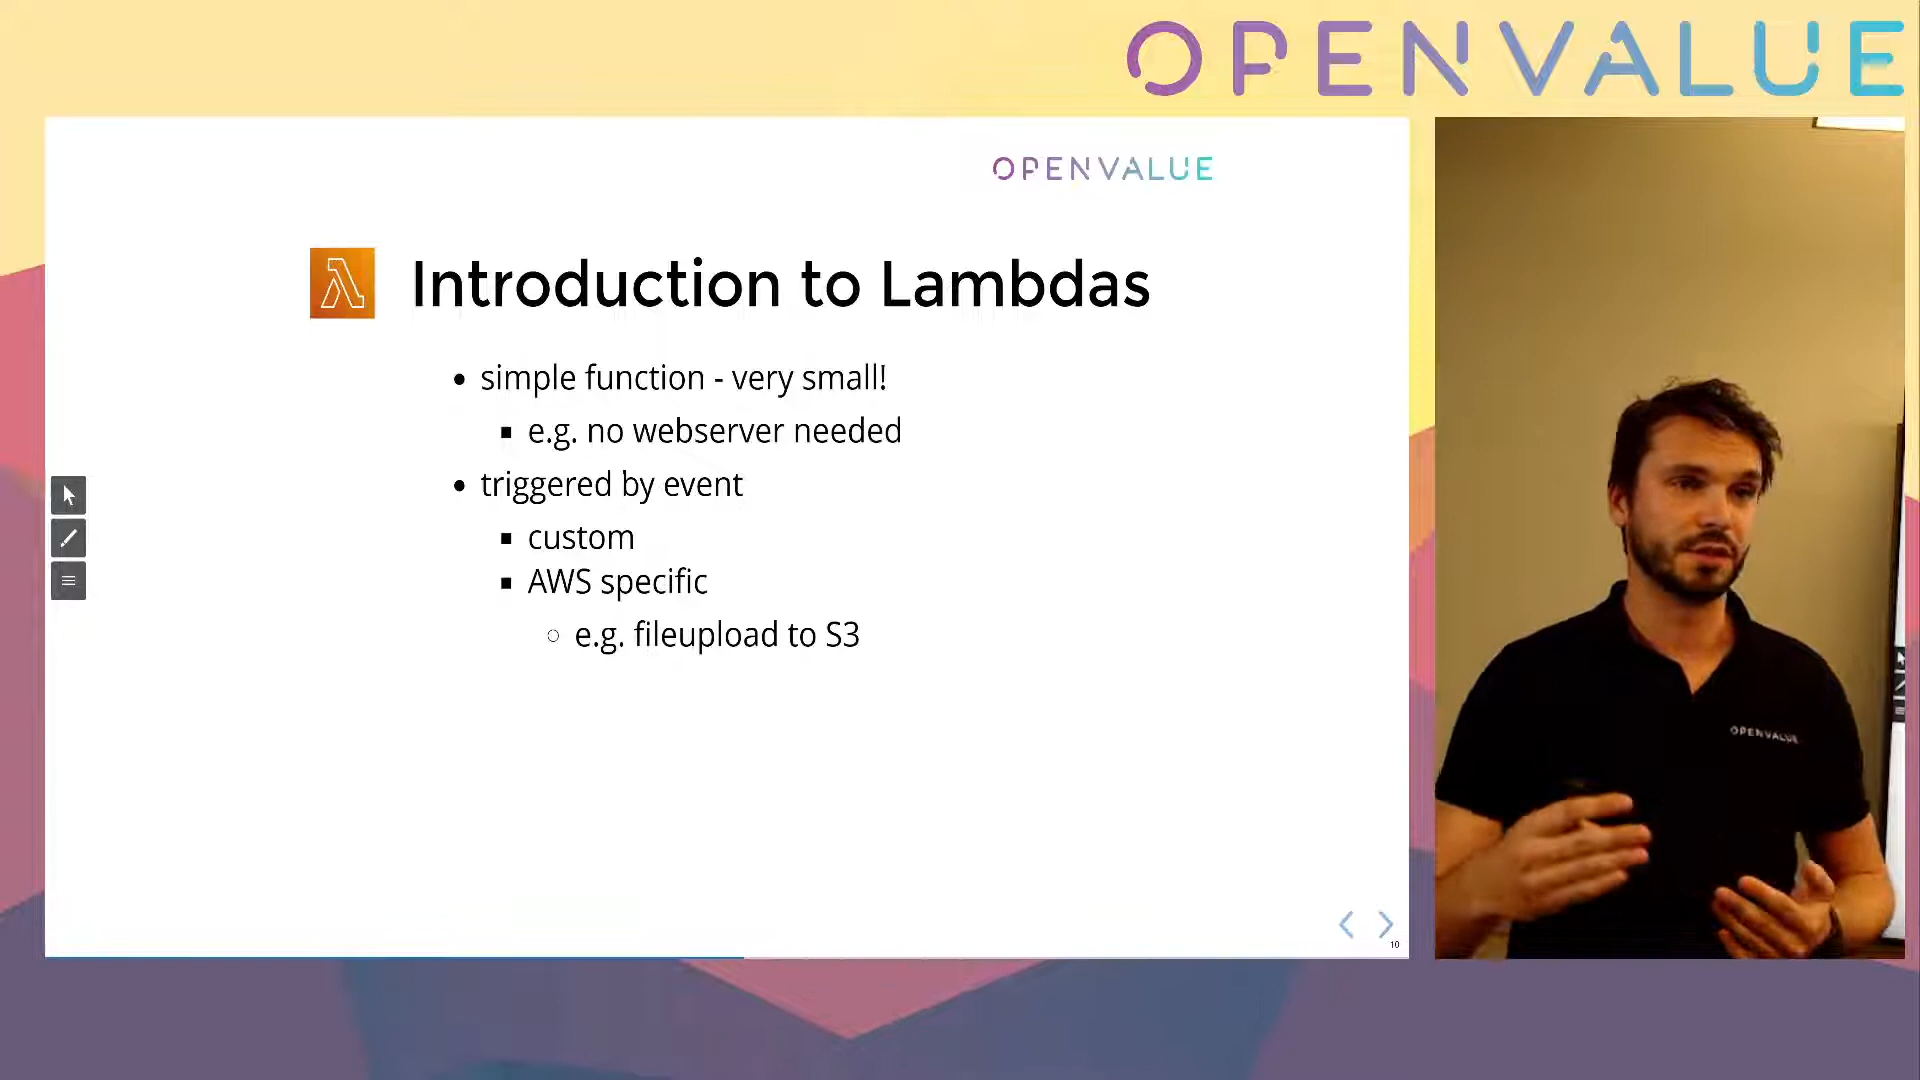 OPENVALUE
OPENVALUE
Introduction to Lambdas
simple function - very small!
e.g. no webserver needed
triggered by event
custom
AWS specific
e.g. fileupload to S3
10
OPENVALUE